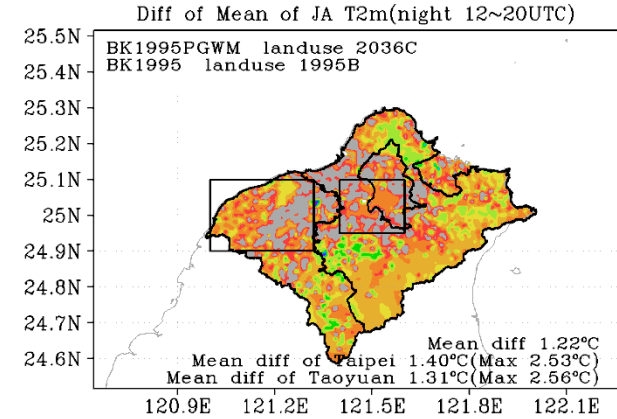 Diff of Mean of JA T2m(night 12~20UTC)
BK1995PGWM landuse 2036C
BK1995 landuse 1995B
25.5N
25.4N
25.3N
25.2N
25.1N
25N
24.9N
24.8N
24.7N
24.6N
Mean diff 1.22°C
Mean diff of Taipei 1.40°C(Max 2.53°C)
Mean diff of Taoyuan 1.31°C(Max 2.56°C)
120.9E 121.2E 121.5E 121.8E 122.1E